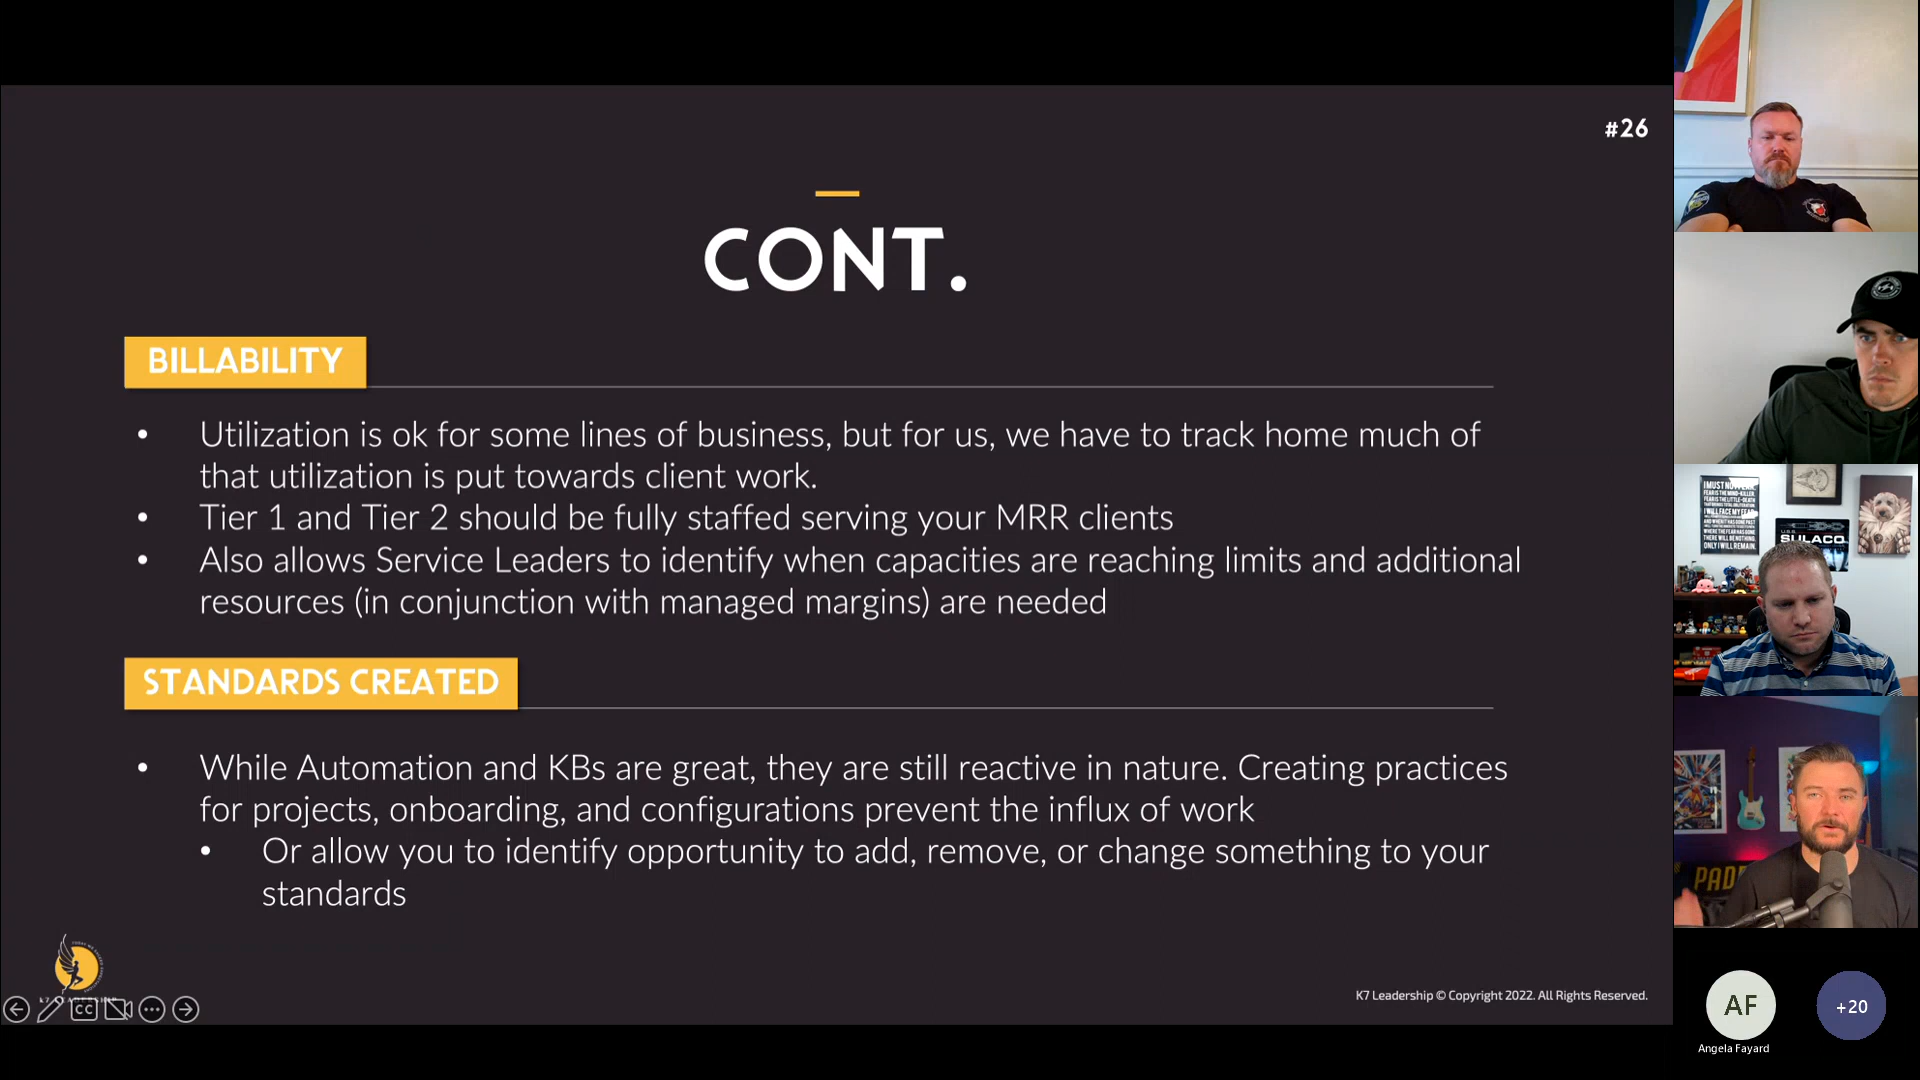 #26
CONT.
BILLABILITY
• Utilization is ok for some lines of business, but for us, we have to track home much of
that utilization is put towards client work.
• Tier 1 and Tier 2 should be fully staffed serving your MRR clients
• Also allows Service Leaders to identify when capacities are reaching limits and additional
resources (in conjunction with managed margins) are needed
STANDARDS CREATED
• While Automation and KBs are great, they are still reactive in nature. Creating practices
for projects, onboarding, and configurations prevent the influx of work
• Or allow you to identify opportunity to add, remove, or change something to your
standards
K7 Leadership © Copyright 2022. All Rights Reserved.
CC
SULACO
AF
+20
Angela Fayard